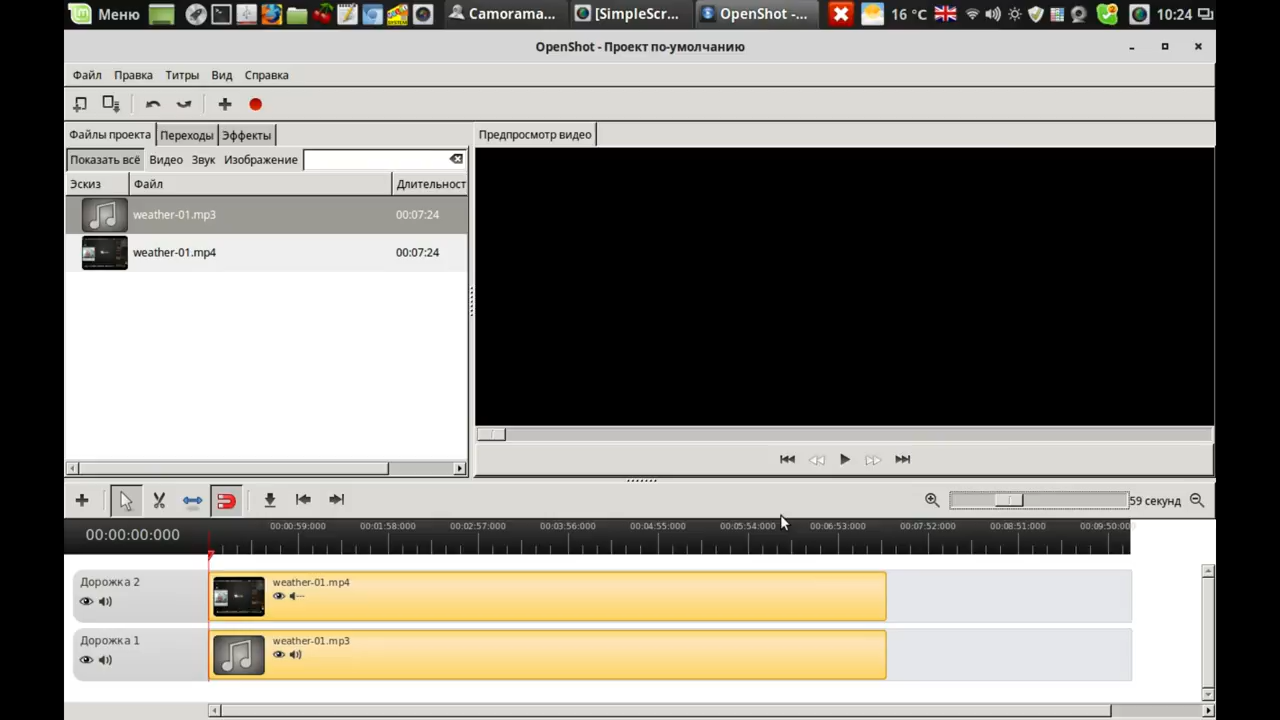 Меню
Camorama...
[SimpleScr...
OpenShot -...
16 °C
10:24
OpenShot - Проект по-умолчанию
Файл Правка Титры Вид Справка
Файлы проекта Переходы Эффекты
Предпросмотр видео
Показать всё Видео Звук Изображение
Эскиз Файл Длительност
weather-01.mp3 00:07:24
weather-01.mp4 00:07:24
59 секунд
00:00:00:000
00:00:59:000 00:01:58:000 00:02:57:000 00:03:56:000 00:04:55:000 00:05:54:000 00:06:53:000 00:07:52:000 00:08:51:000 00:09:50:000
Дорожка 2
weather-01.mp4
Дорожка 1
weather-01.mp3